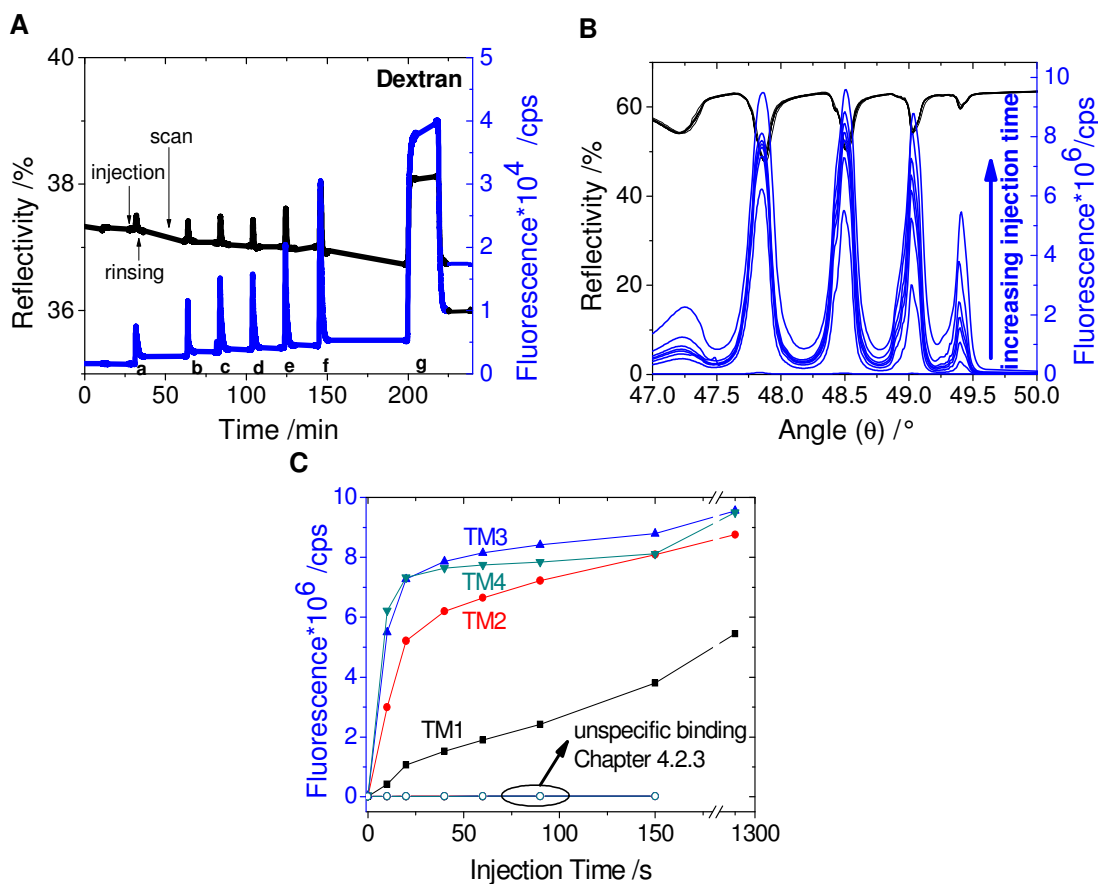 A
Dextran
injection
scan
rinsing
a b c d e f g
40
38
36
Reflectivity /%
5
4
3
2
1
0
Fluorescence*10^4 /cps
0 50 100 150 200
Time /min
B
60
40
20
0
Reflectivity /%
increasing injection time
10
8
6
4
2
0
Fluorescence*10^6/cps
47.0 47.5 48.0 48.5 49.0 49.5 50.0
Angle (θ) /°
C
10
8
6
4
2
0
Fluorescence*10^6 /cps
TM3
TM4
TM2
TM1
unspecific binding
Chapter 4.2.3
0 50 100 150 1300
Injection Time /s